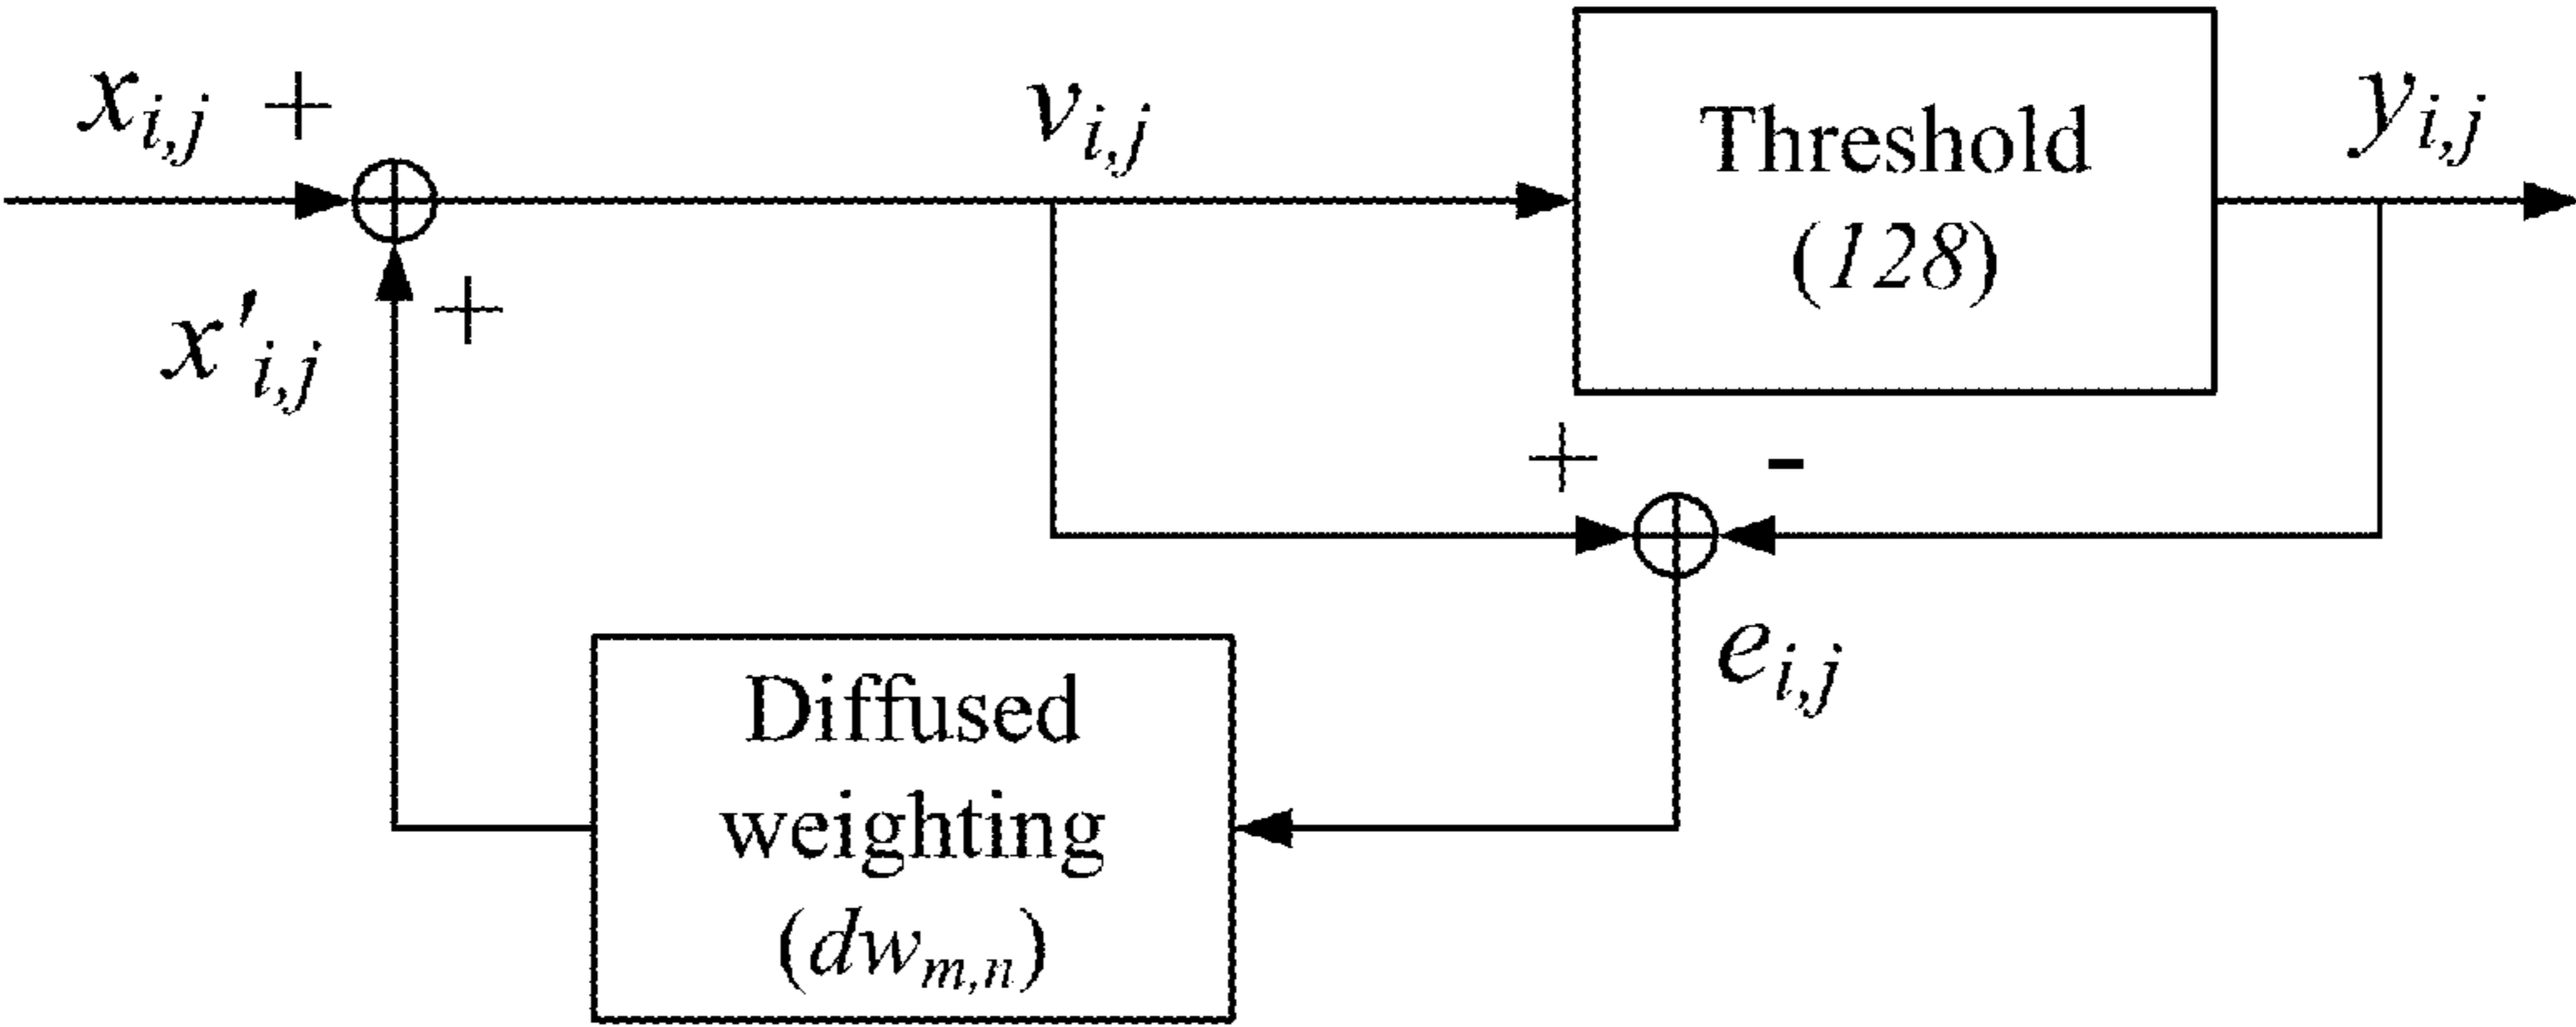 x_{i,j} +
v_{i,j}
Threshold
(128)
y_{i,j}
x'_{i,j}
+
+
-
e_{i,j}
Diffused
weighting
(dw_{m,n})